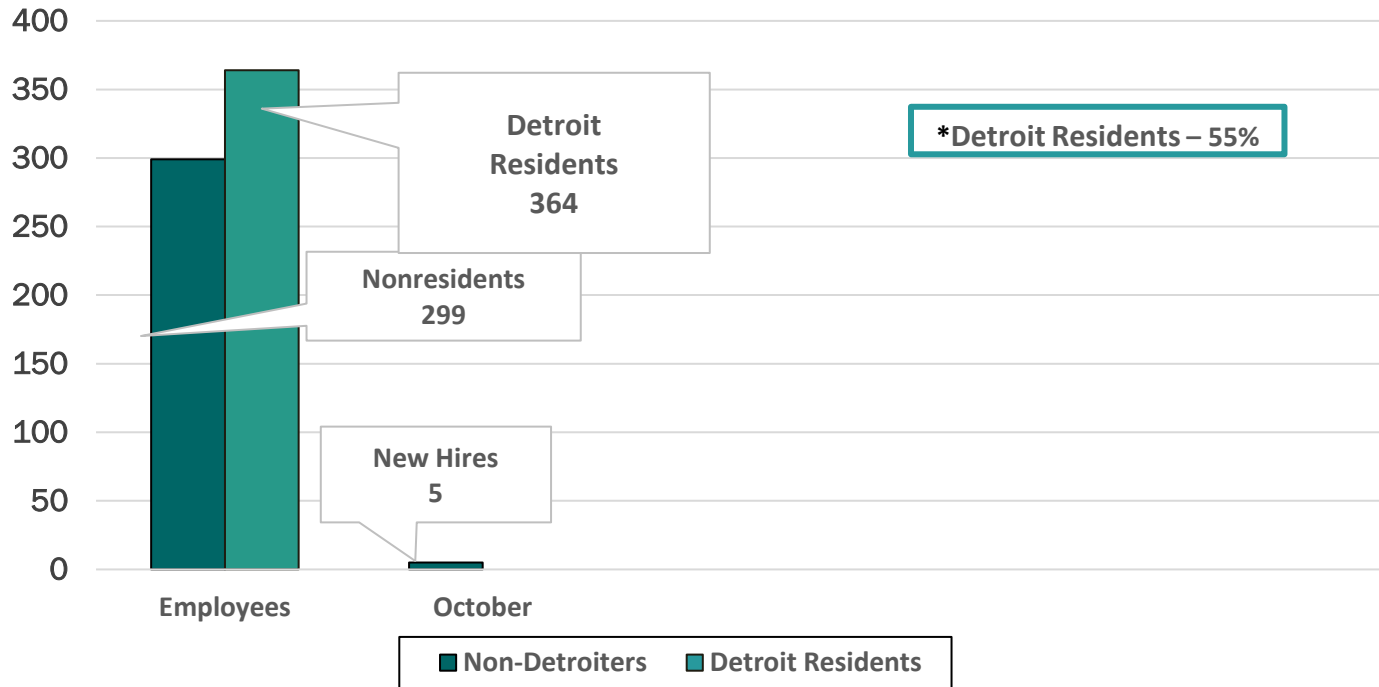 400
350
300
250
200
150
100
50
0
Detroit
Residents
364
*Detroit Residents – 55%
Nonresidents
299
New Hires
5
Employees
October
Non-Detroiters
Detroit Residents